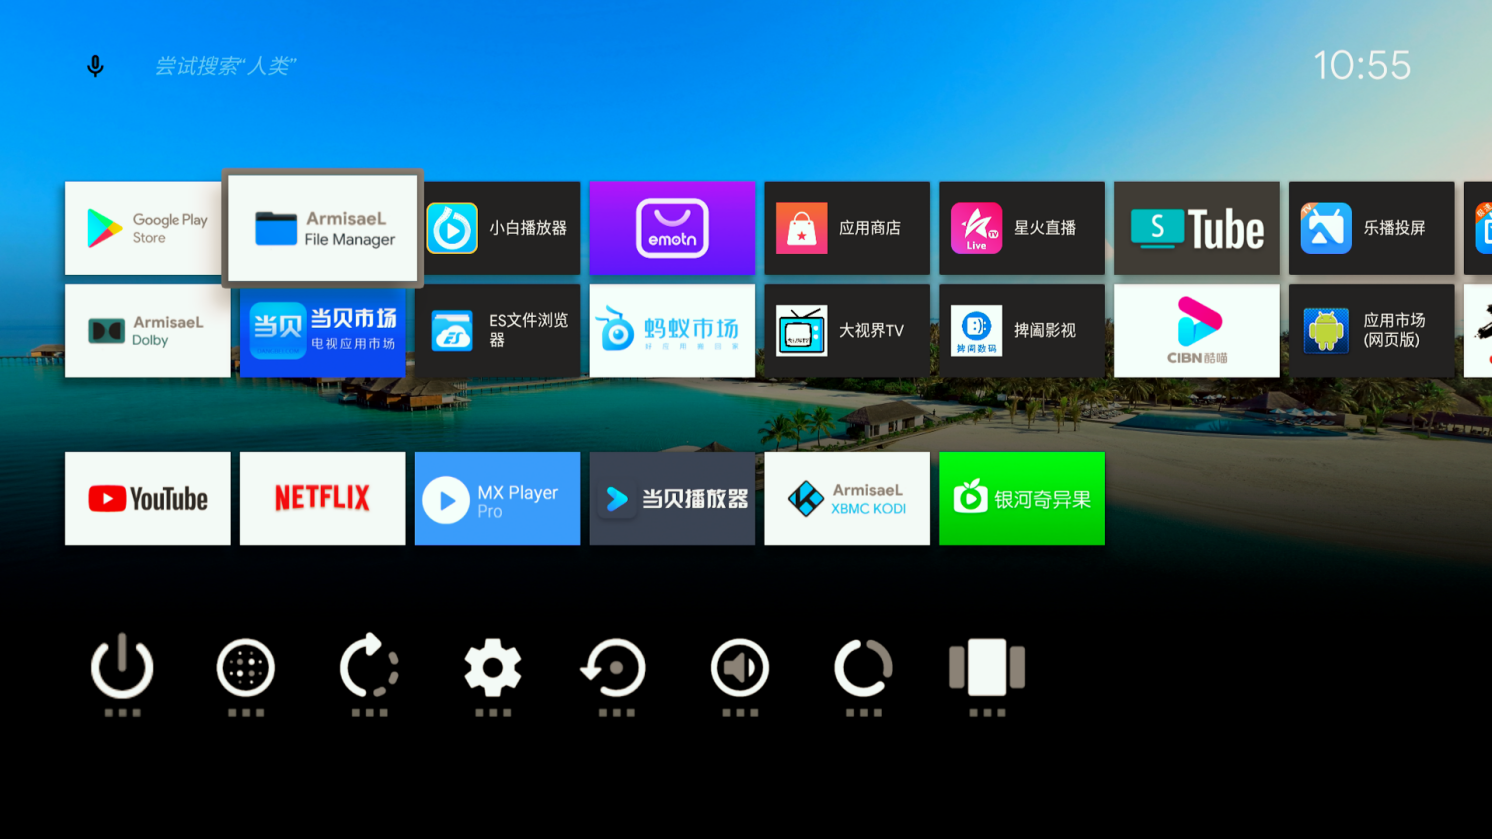 尝试搜索“人类”
10:55
Google Play
Store
ArmisaeL
File Manager
小白播放器
emotn
应用商店
Live
TV
星火直播
S Tube
TV
乐播投屏
ArmisaeL
Dolby
当贝
当贝市场
电视应用市场
ES
ES文件浏览
器
蚂蚁市场
大视界TV
捭阖数码
捭阖影视
CIBN酷喵
应用市场
(网页版)
YouTube
NETFLIX
MX Player
Pro
当贝播放器
ArmisaeL
XBMC KODI
银河奇异果